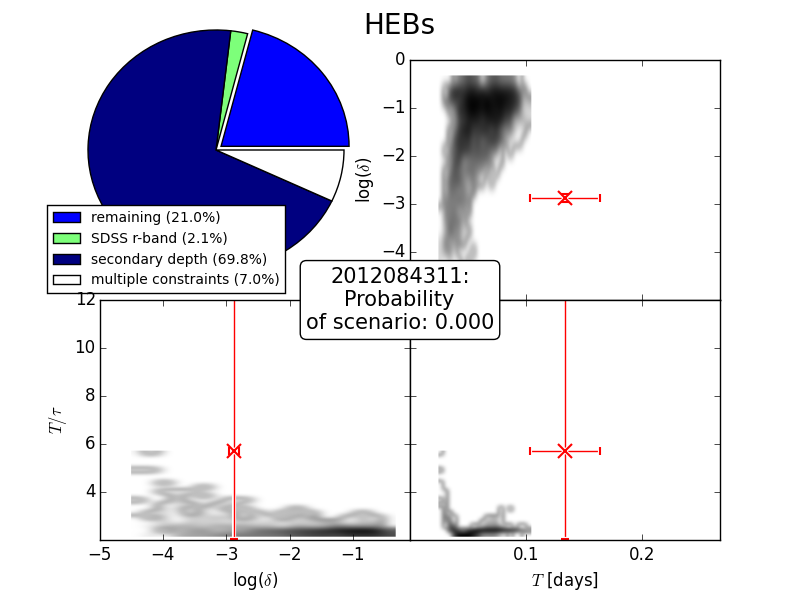 HEBs
remaining (21.0%)
SDSS r-band (2.1%)
secondary depth (69.8%)
multiple constraints (7.0%)
0
−1
−2
−3
−4
log(δ)
2012084311:
Probability
of scenario: 0.000
12
10
8
6
4
T/τ
−5 −4 −3 −2 −1
log(δ)
0.1 0.2
T [days]